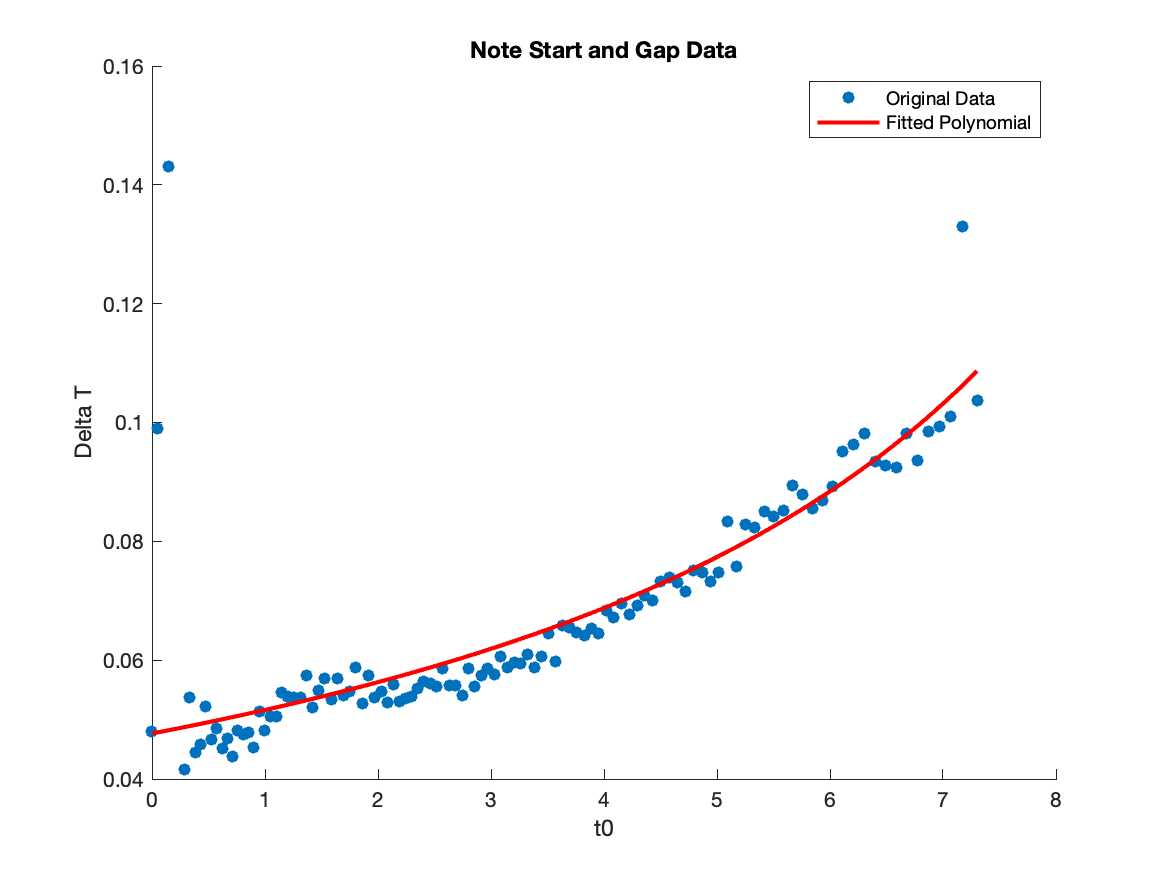 Note Start and Gap Data
Original Data
Fitted Polynomial
0.16
0.14
0.12
0.1
0.08
0.06
0.04
Delta T
0 1 2 3 4 5 6 7 8
t0